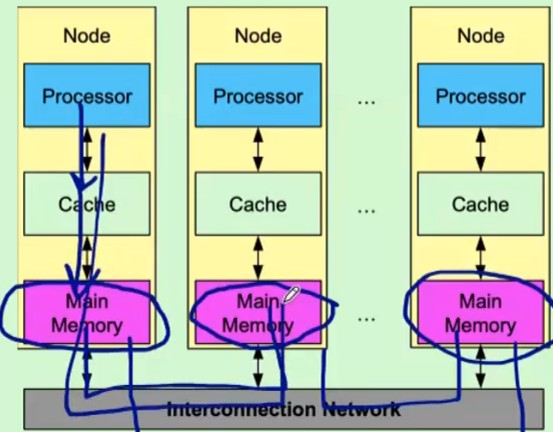 Node Node Node
Processor Processor ... Processor
Cache Cache ... Cache
Main Main Main
Memory Memory ... Memory
Interconnection Network